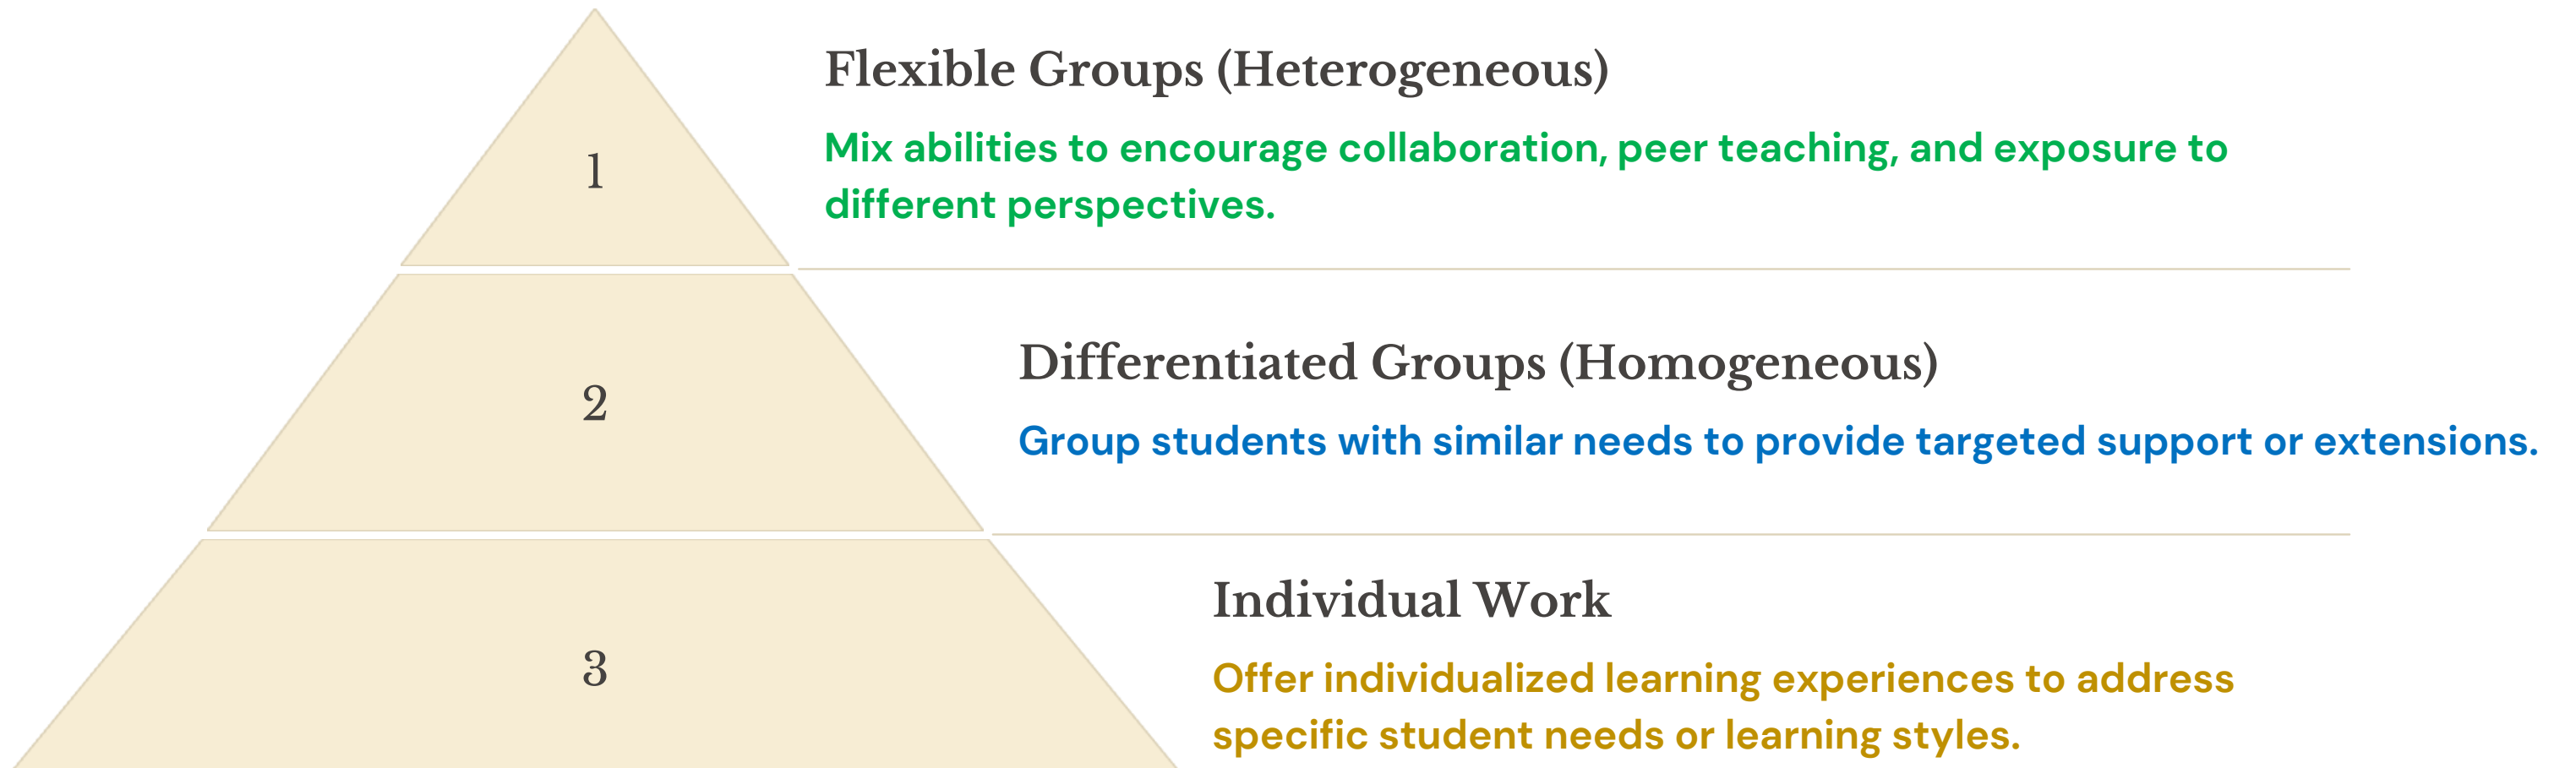 1
Flexible Groups (Heterogeneous)
Mix abilities to encourage collaboration, peer teaching, and exposure to
different perspectives.
2
Differentiated Groups (Homogeneous)
Group students with similar needs to provide targeted support or extensions.
3
Individual Work
Offer individualized learning experiences to address
specific student needs or learning styles.